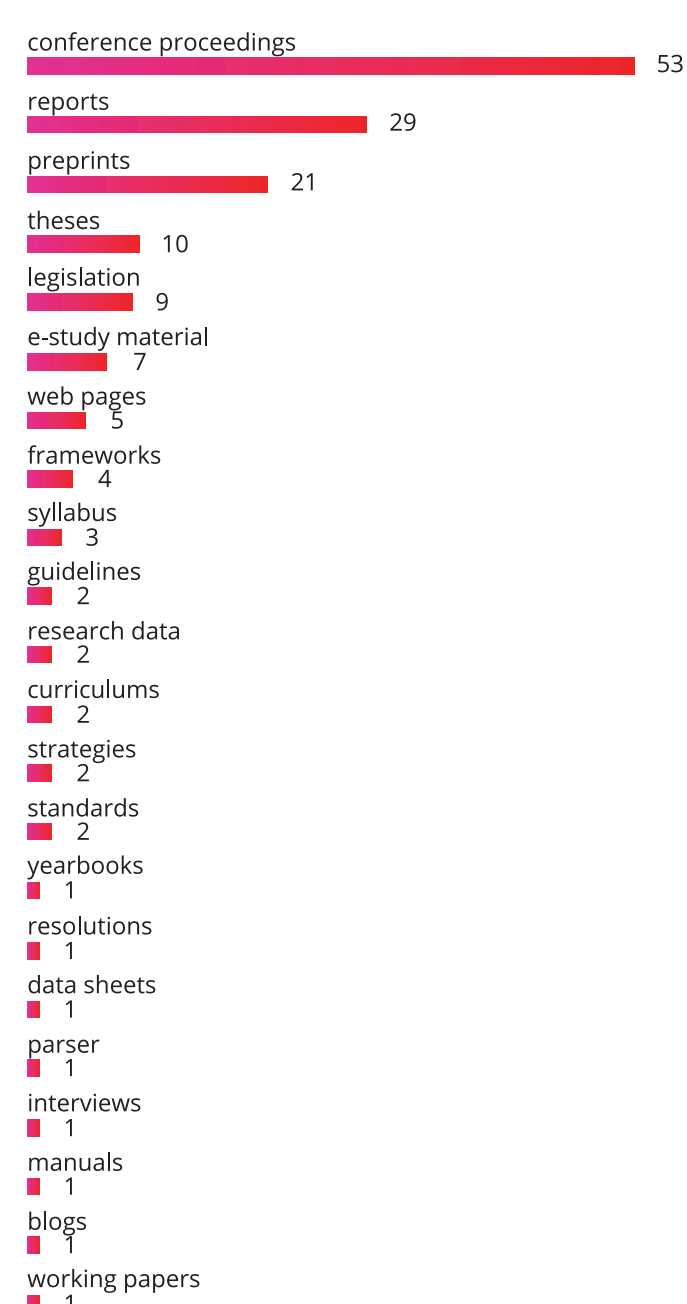 conference proceedings
53
reports
29
preprints
21
theses
10
legislation
9
e-study material
7
web pages
5
frameworks
4
syllabus
3
guidelines
2
research data
2
curriculums
2
strategies
2
standards
2
yearbooks
1
resolutions
1
data sheets
1
parser
1
interviews
1
manuals
1
blogs
1
working papers
1